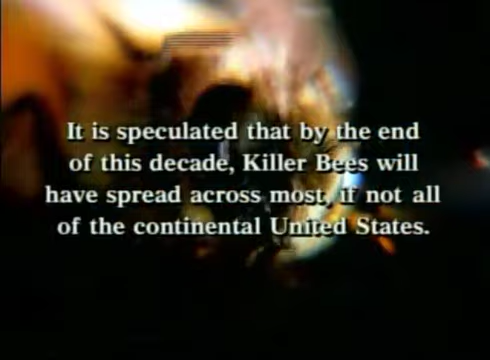 It is speculated that by the end
of this decade, Killer Bees will
have spread across most, if not all
of the continental United States.